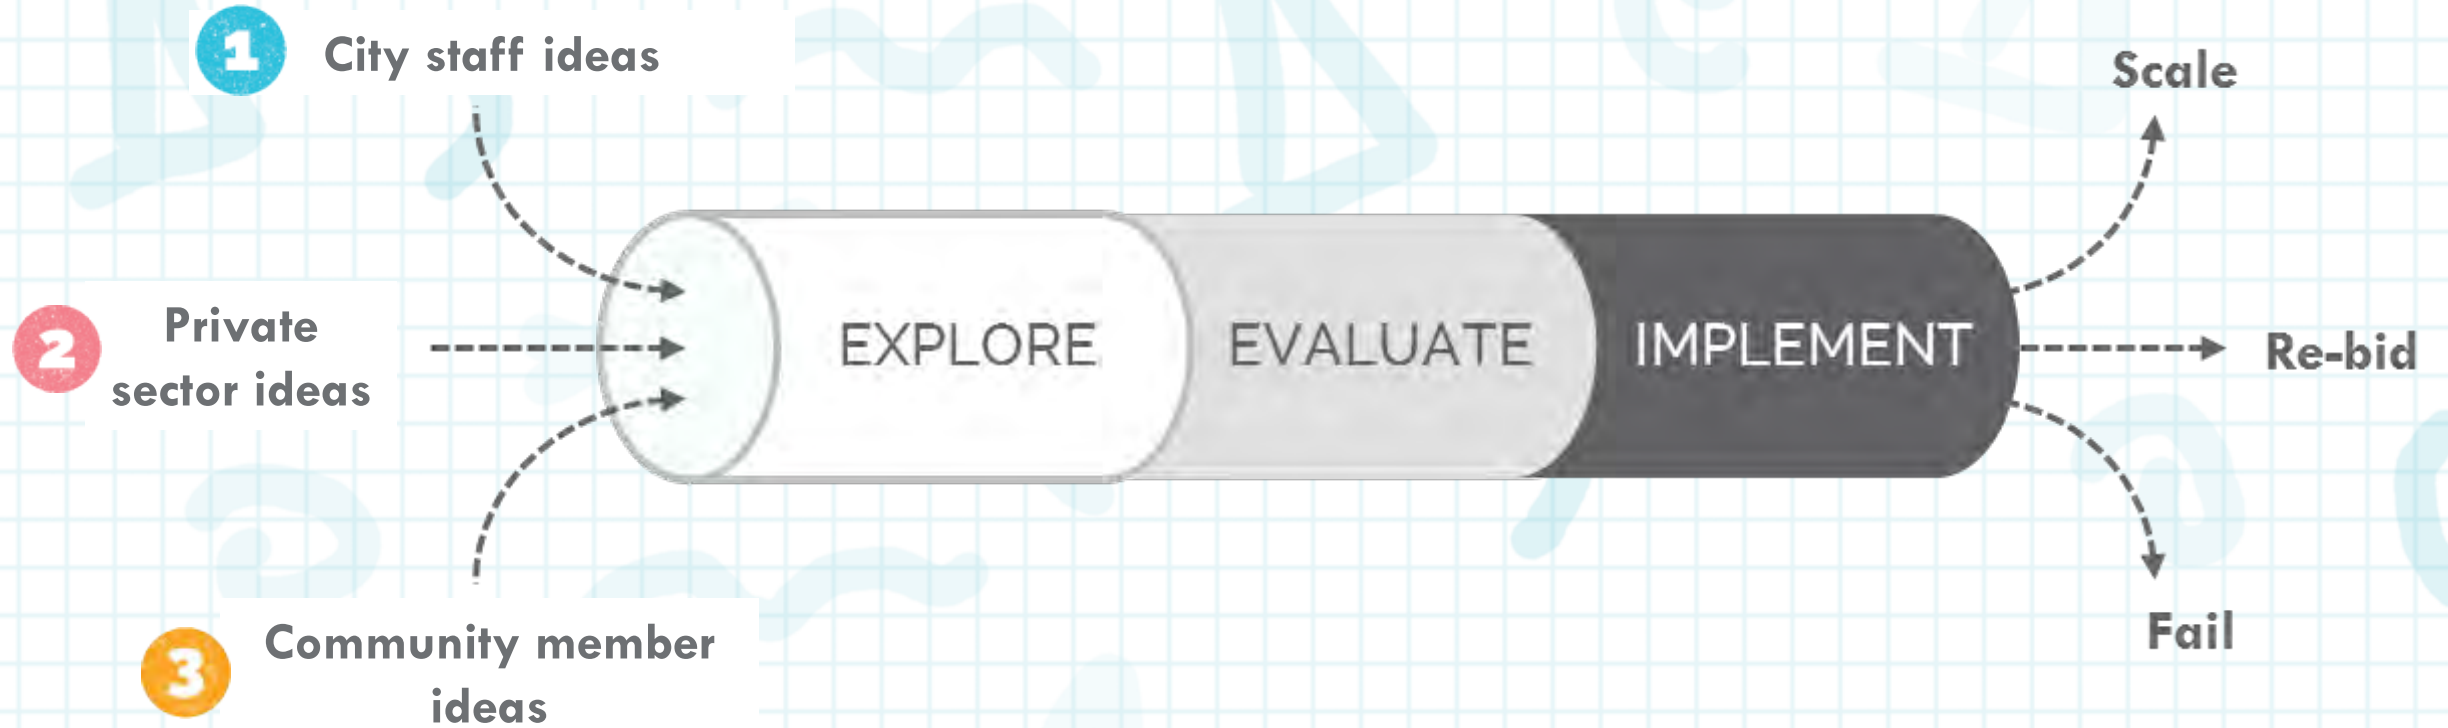 1 City staff ideas
2 Private
sector ideas
3 Community member
ideas
EXPLORE
EVALUATE
IMPLEMENT
Scale
Re-bid
Fail